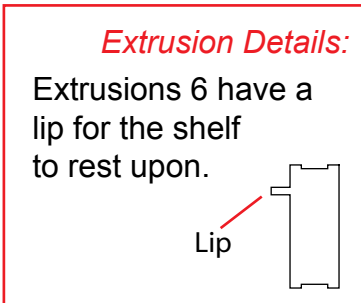 Extrusion Details:
Extrusions 6 have a
lip for the shelf
to rest upon.
Lip